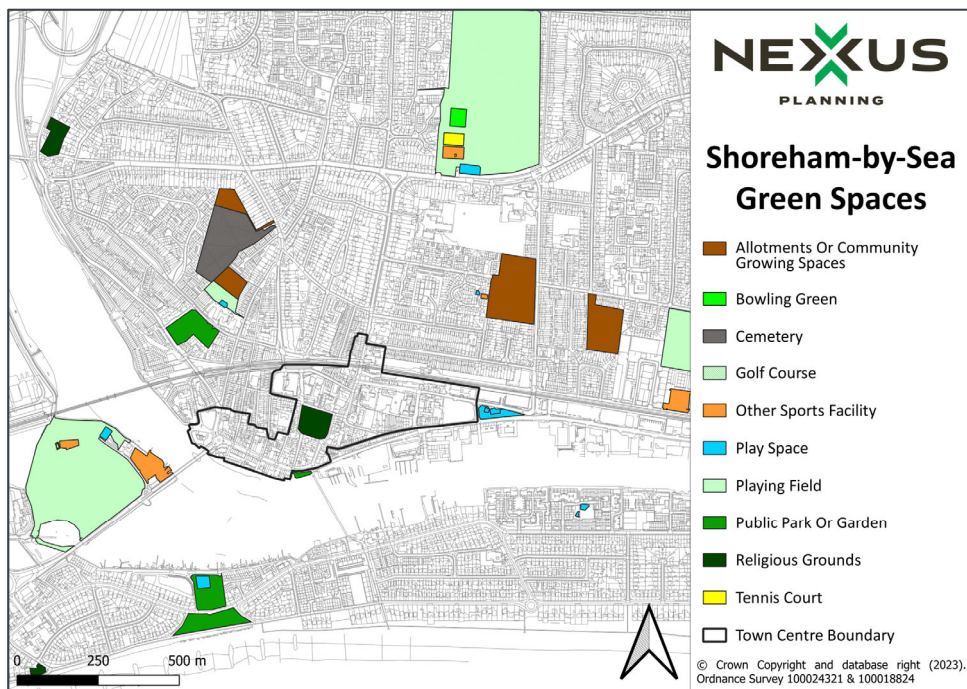 NEXUS
PLANNING
Shoreham-by-Sea
Green Spaces
Allotments Or Community
Growing Spaces
Bowling Green
Cemetery
Golf Course
Other Sports Facility
Play Space
Playing Field
Public Park Or Garden
Religious Grounds
Tennis Court
Town Centre Boundary
0 250 500 m
© Crown Copyright and database right (2023).
Ordnance Survey 100024321 & 100018824